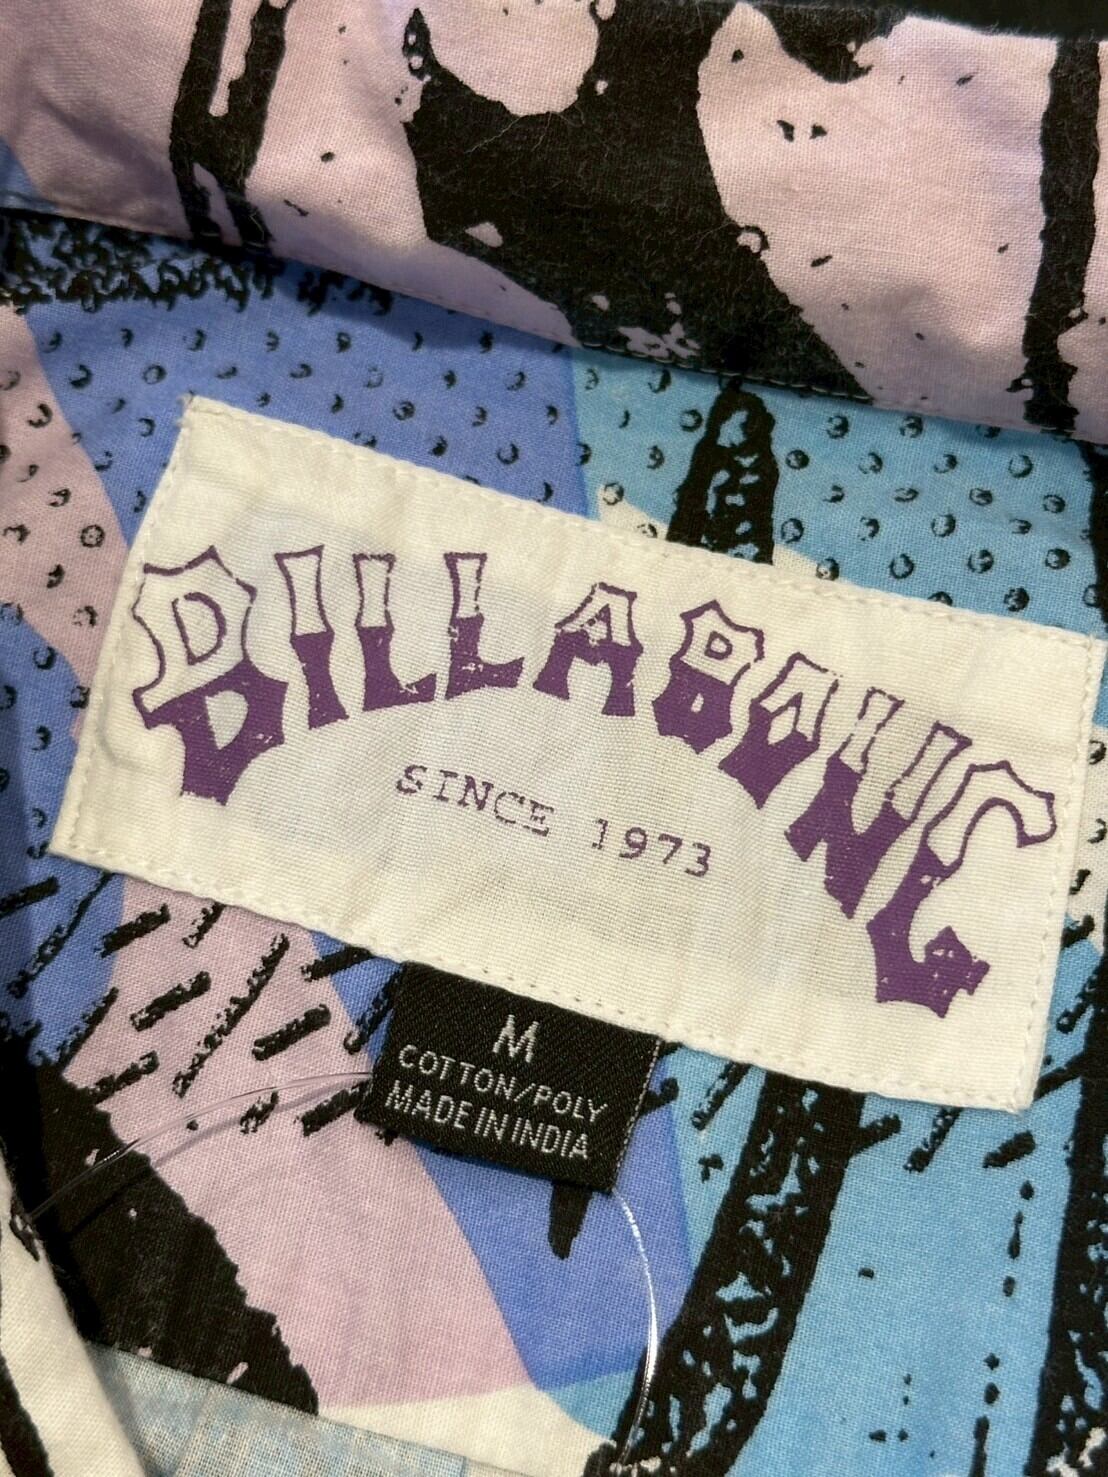 BILLABONG
SINCE 1973
M
COTTON/POLY
MADE IN INDIA